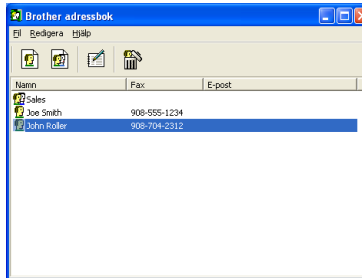 Brother adressbok
Fil Redigera Hjälp
Namn Fax E-post
Sales
Joe Smith 908-555-1234
John Roller 908-704-2312